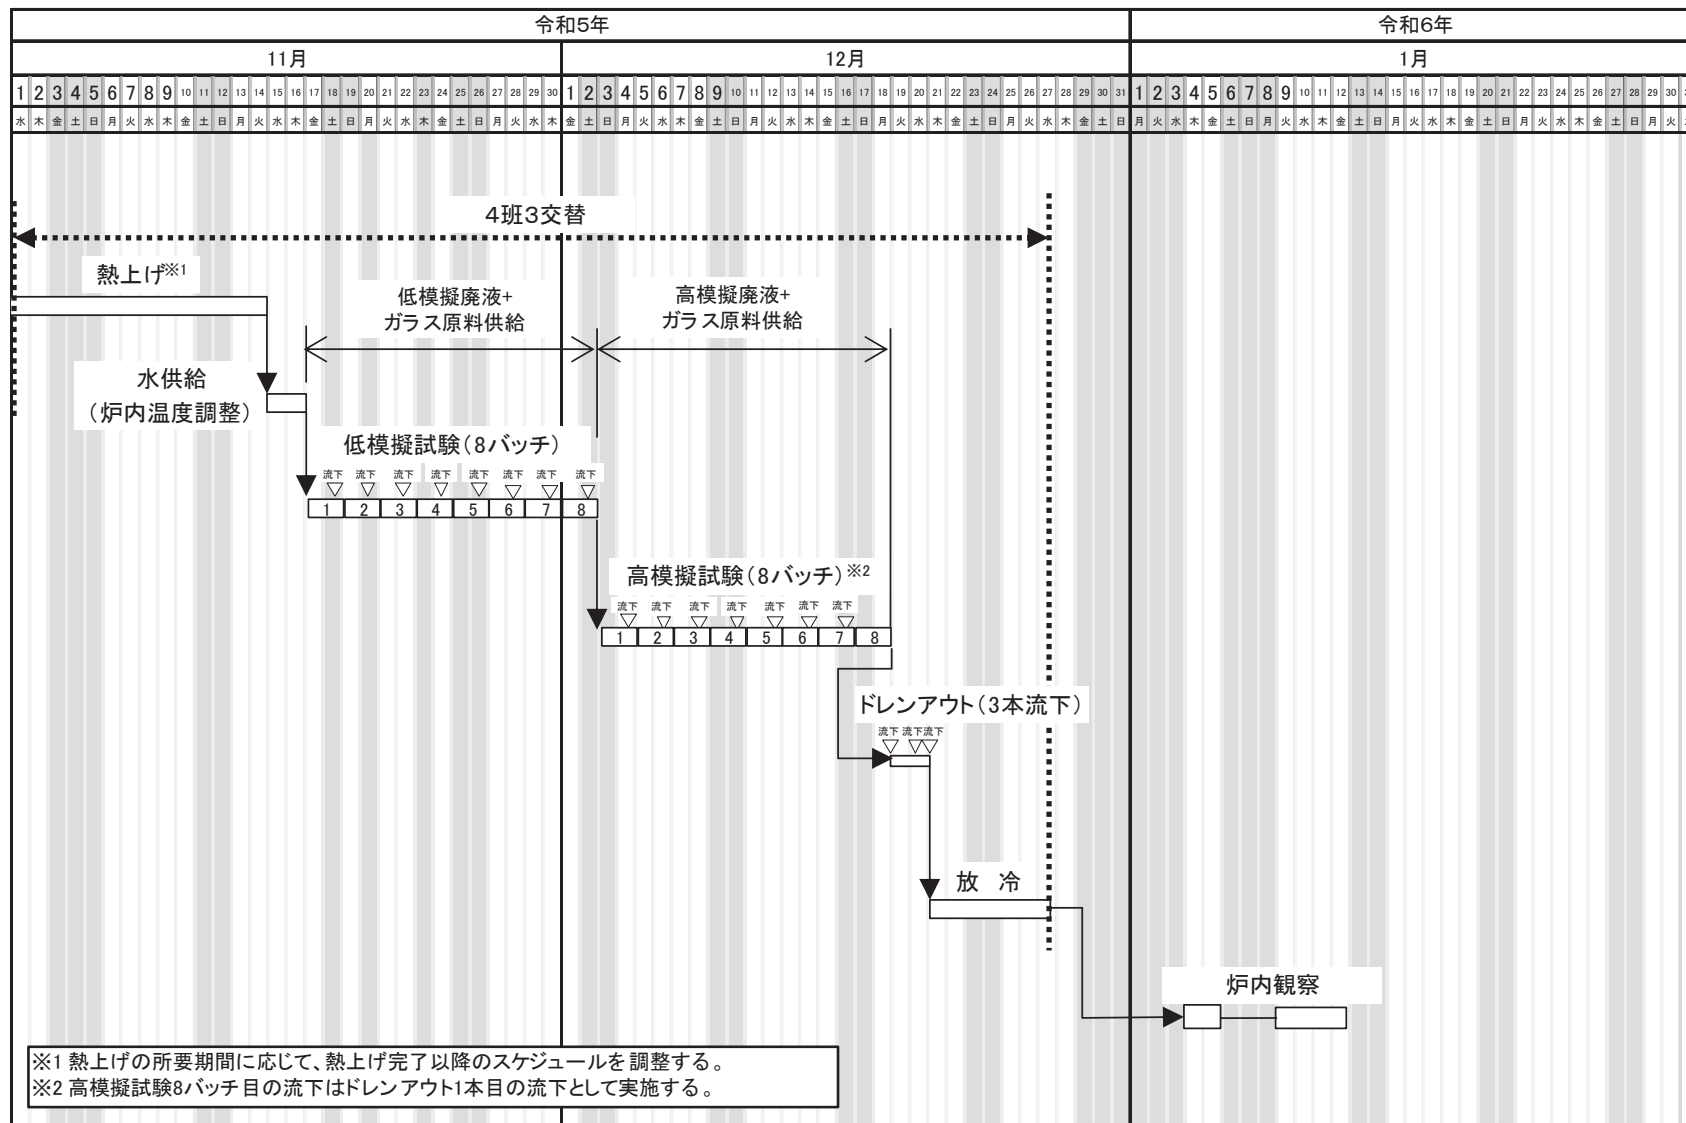 令和5年 令和6年
11月 12月 1月
1 2 3 4 5 6 7 8 9 10 11 12 13 14 15 16 17 18 19 20 21 22 23 24 25 26 27 28 29 30 1 2 3 4 5 6 7 8 9 10 11 12 13 14 15 16 17 18 19 20 21 22 23 24 25 26 27 28 29 30 31 1 2 3 4 5 6 7 8 9 10 11 12 13 14 15 16 17 18 19 20 21 22 23 24 25 26 27 28 29 30
水 木 金 土 日 月 火 水 木 金 土 日 月 火 水 木 金 土 日 月 火 水 木 金 土 日 月 火 水 木 金 土 日 月 火 水 木 金 土 日 月 火 水 木 金 土 日 月 火 水 木 金 土 日 月 火 水 木 金 土 日 月 火 水 木 金 土 日 月 火 水 木 金 土 日 月 火 水 木 金 土 日 月 火 水 木 金 土 日 月 火
4班3交替
熱上げ※1
低模擬廃液+
ガラス原料供給
高模擬廃液+
ガラス原料供給
水供給
（炉内温度調整）
低模擬試験（8バッチ）
流下 流下 流下 流下 流下 流下 流下 流下
1 2 3 4 5 6 7 8
高模擬試験（8バッチ）※2
流下 流下 流下 流下 流下 流下 流下
1 2 3 4 5 6 7 8
ドレンアウト（3本流下）
流下 流下 流下
放 冷
炉内観察
※1 熱上げの所要期間に応じて、熱上げ完了以降のスケジュールを調整する。
※2 高模擬試験8バッチ目の流下はドレンアウト1本目の流下として実施する。